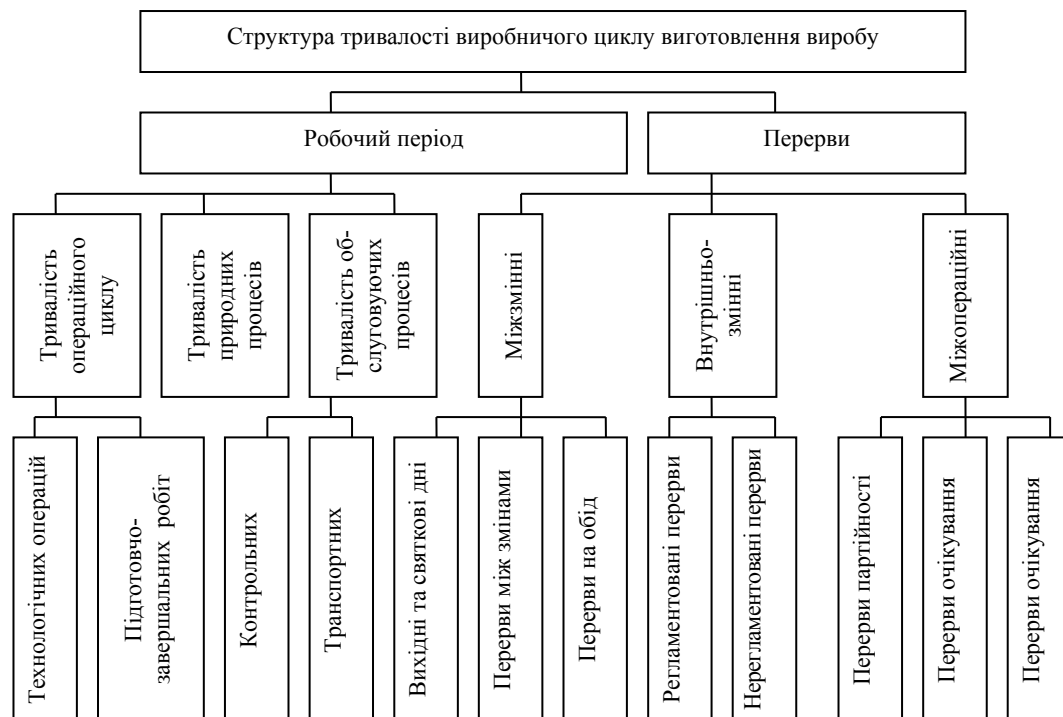 Структура тривалості виробничого циклу виготовлення виробу
Робочий період
Перерви
Тривалість
операційного
циклу
Тривалість
природних
процесів
Тривалість об-
слуговуючих
процесів
Міжзмінні
Внутрішньо-
змінні
Міжопераційні
Технологічних операцій
Підготовчо-
завершальних робіт
Контрольних
Транспортних
Вихідні та святкові дні
Перерви між змінами
Перерви на обід
Регламентовані перерви
Нерегламентовані перерви
Перерви партійності
Перерви очікування
Перерви очікування